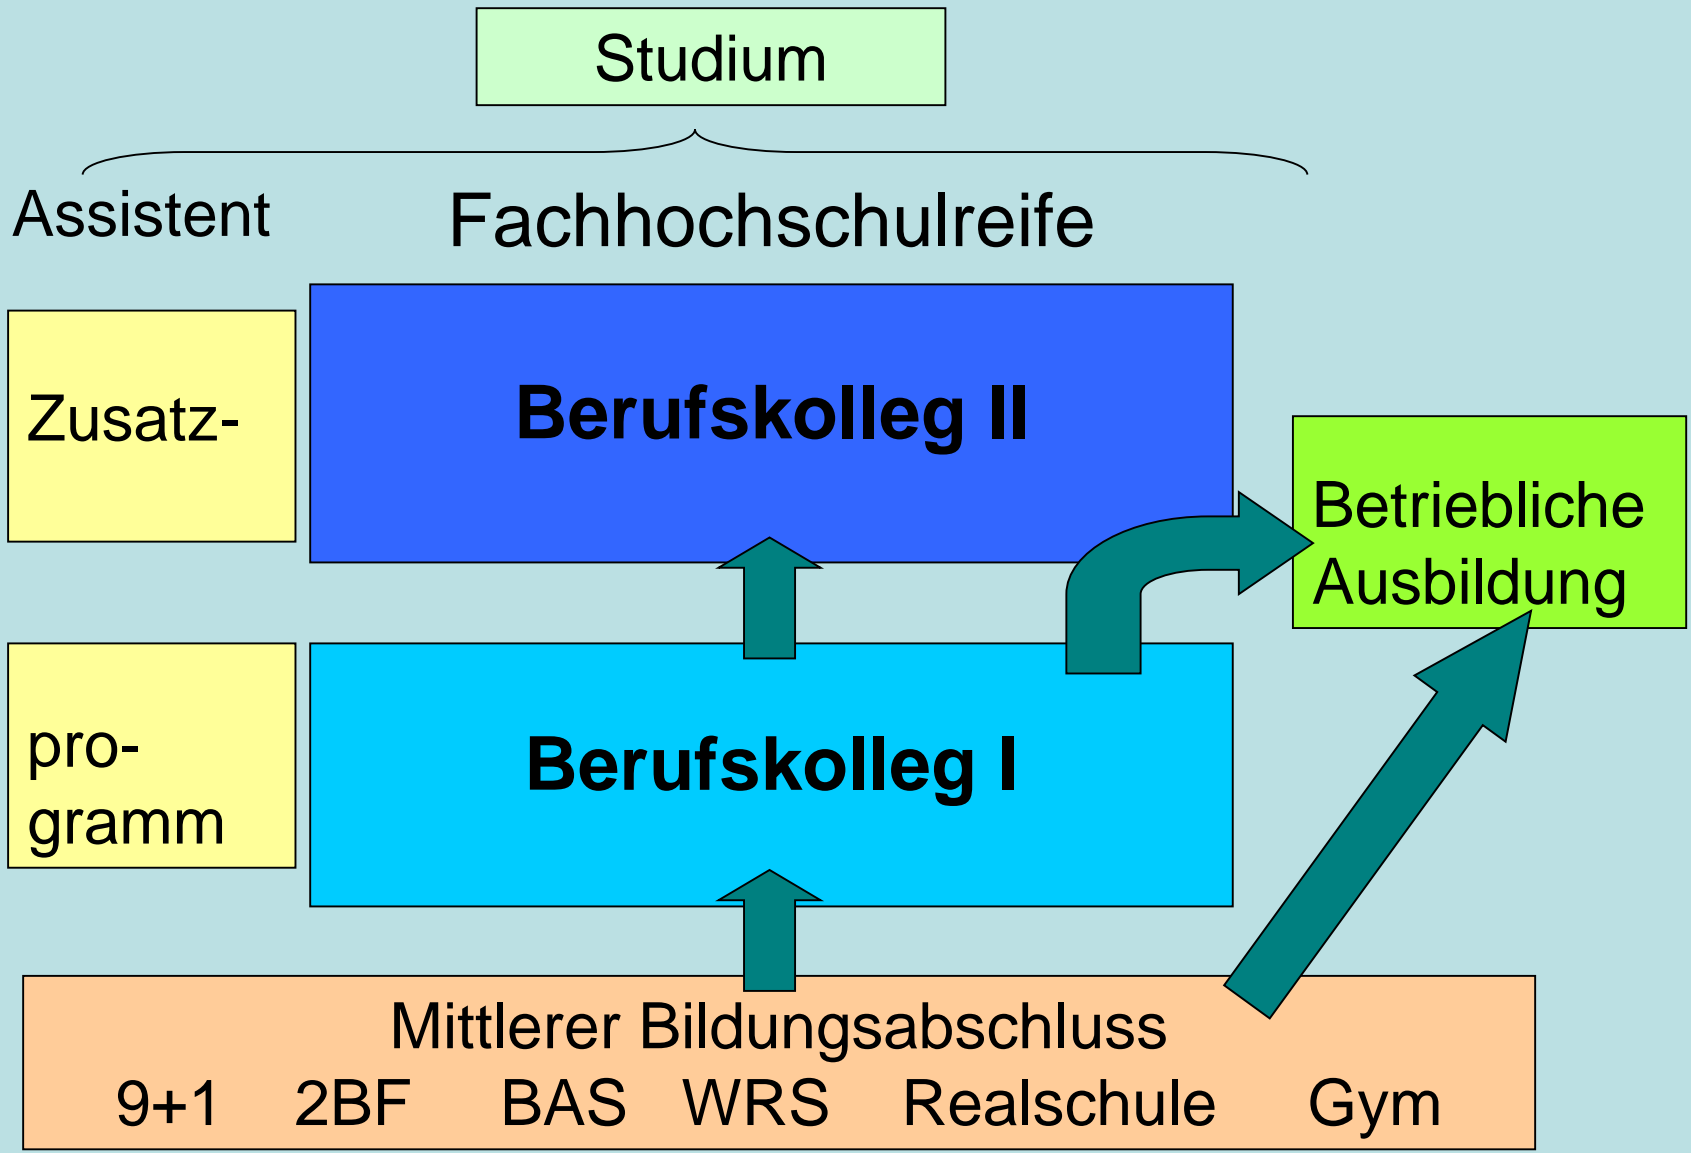 Studium
Assistent
Fachhochschulreife
Zusatz-
Berufskolleg II
Betriebliche
Ausbildung
pro-
gramm
Berufskolleg I
Mittlerer Bildungsabschluss
9+1 2BF BAS WRS Realschule Gym